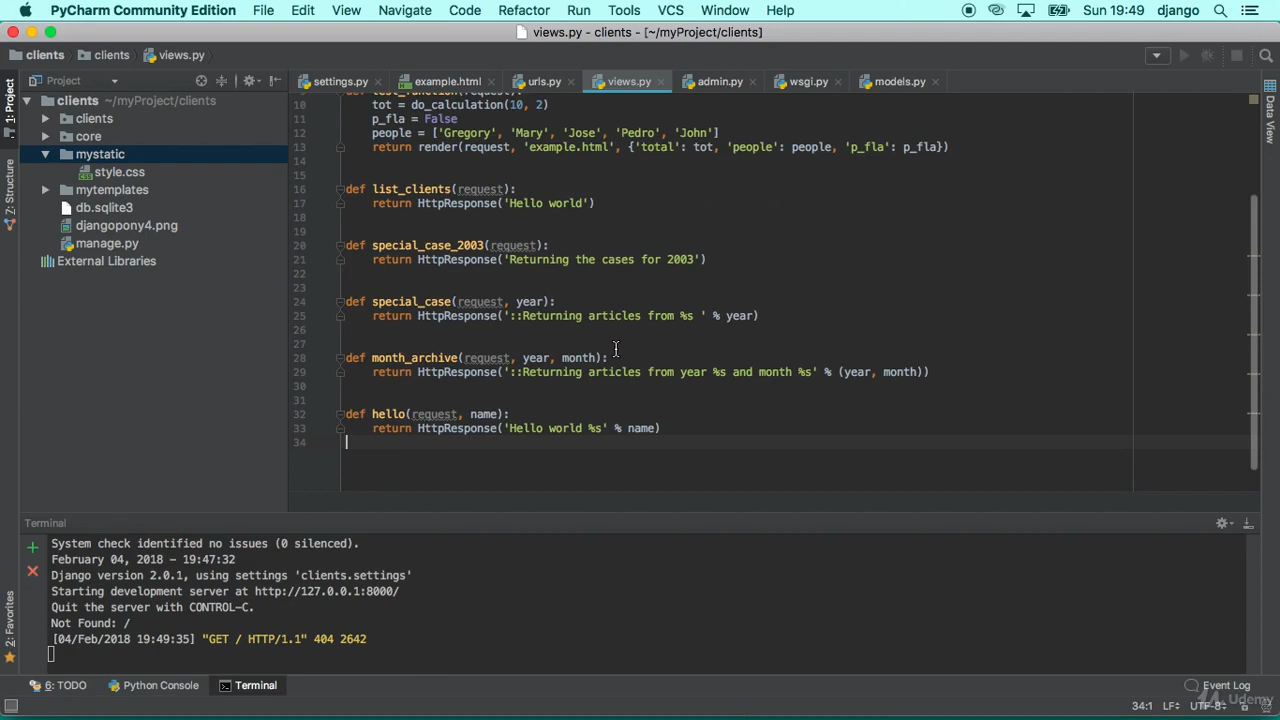 PyCharm Community Edition File Edit View Navigate Code Refactor Run Tools VCS Window Help Sun 19:49 django
views.py - clients - [~/myProject/clients]
clients clients views.py
1: Project
Project
settings.py example.html urls.py views.py admin.py wsgi.py models.py
Data View
clients ~/myProject/clients
clients
core
mystatic
style.css
mytemplates
db.sqlite3
djangopony4.png
manage.py
External Libraries
Z: Structure
def test_function(request):
10 tot = do_calculation(10, 2)
11 p_fla = False
12 people = ['Gregory', 'Mary', 'Jose', 'Pedro', 'John']
13 return render(request, 'example.html', {'total': tot, 'people': people, 'p_fla': p_fla})
14
15
16 def list_clients(request):
17 return HttpResponse('Hello world')
18
19
20 def special_case_2003(request):
21 return HttpResponse('Returning the cases for 2003')
22
23
24 def special_case(request, year):
25 return HttpResponse('::Returning articles from %s ' % year)
26
27
28 def month_archive(request, year, month):
29 return HttpResponse('::Returning articles from year %s and month %s' % (year, month))
30
31
32 def hello(request, name):
33 return HttpResponse('Hello world %s' % name)
34
Terminal
System check identified no issues (0 silenced).
February 04, 2018 - 19:47:32
Django version 2.0.1, using settings 'clients.settings'
Starting development server at http://127.0.0.1:8000/
Quit the server with CONTROL-C.
Not Found: /
[04/Feb/2018 19:49:35] "GET / HTTP/1.1" 404 2642
2: Favorites
6: TODO Python Console Terminal Event Log
34:1 LF÷ UTF-8÷
Udemy